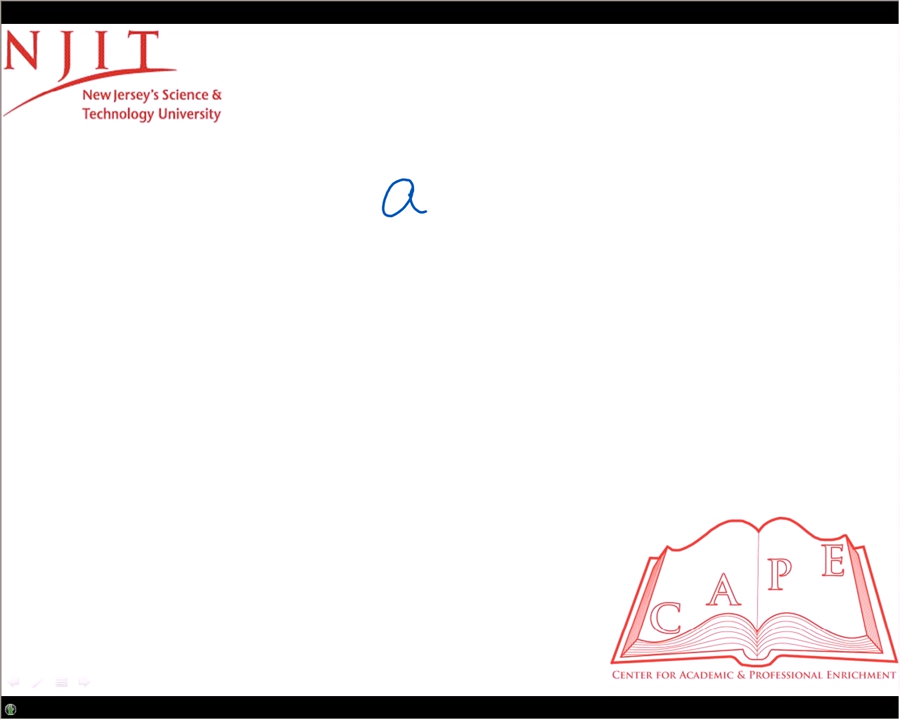 NJIT
New Jersey's Science &
Technology University
a
C A P E
CENTER FOR ACADEMIC & PROFESSIONAL ENRICHMENT